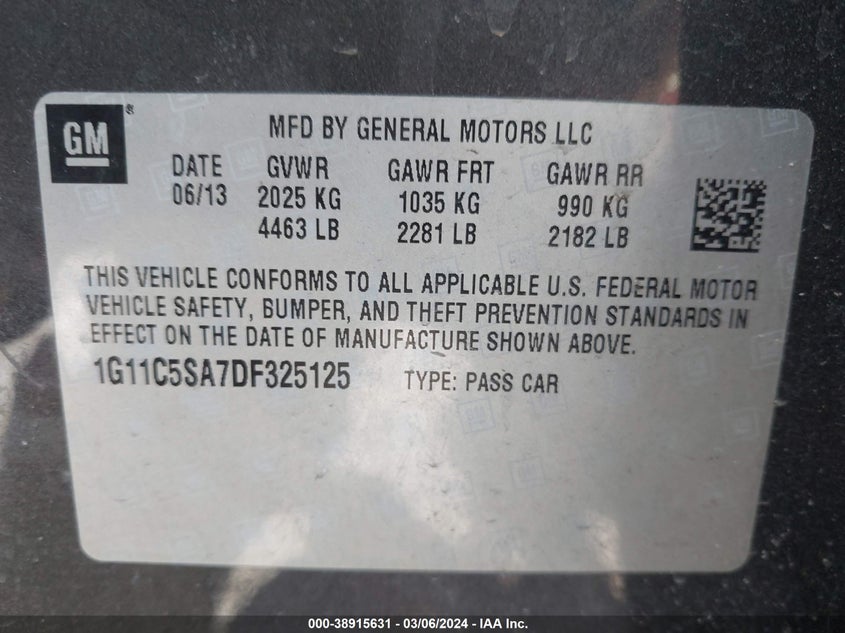 GM ®
MFD BY GENERAL MOTORS LLC
DATE GVWR GAWR FRT GAWR RR
06/13 2025 KG 1035 KG 990 KG
4463 LB 2281 LB 2182 LB
THIS VEHICLE CONFORMS TO ALL APPLICABLE U.S. FEDERAL MOTOR
VEHICLE SAFETY, BUMPER, AND THEFT PREVENTION STANDARDS IN
EFFECT ON THE DATE OF MANUFACTURE SHOWN ABOVE.
1G11C5SA7DF325125 TYPE: PASS CAR
000-38915631 - 03/06/2024 - IAA Inc.